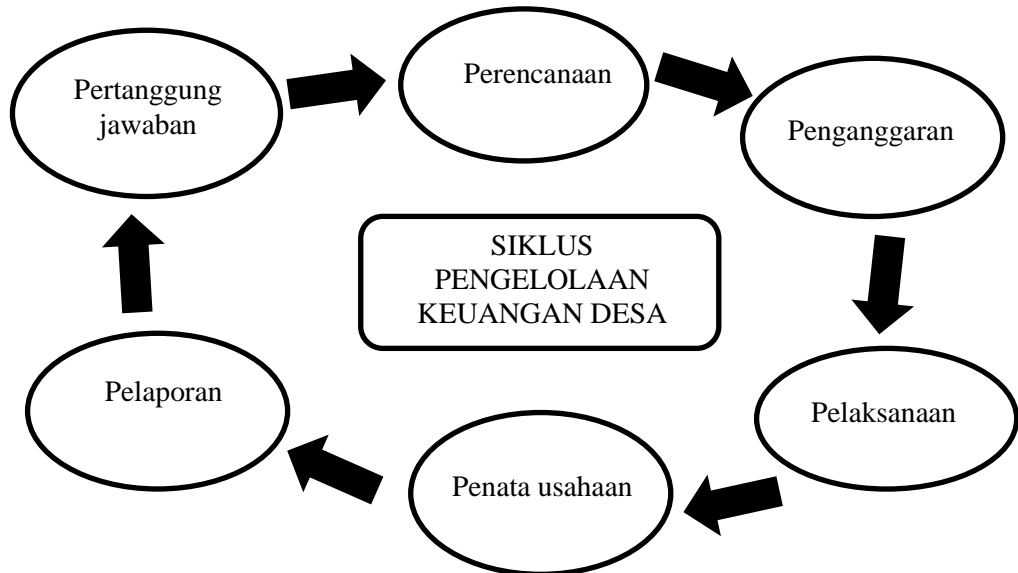 Perencanaan
Penganggaran
Pelaksanaan
Penata usahaan
Pelaporan
Pertanggung
jawaban
SIKLUS
PENGELOLAAN
KEUANGAN DESA